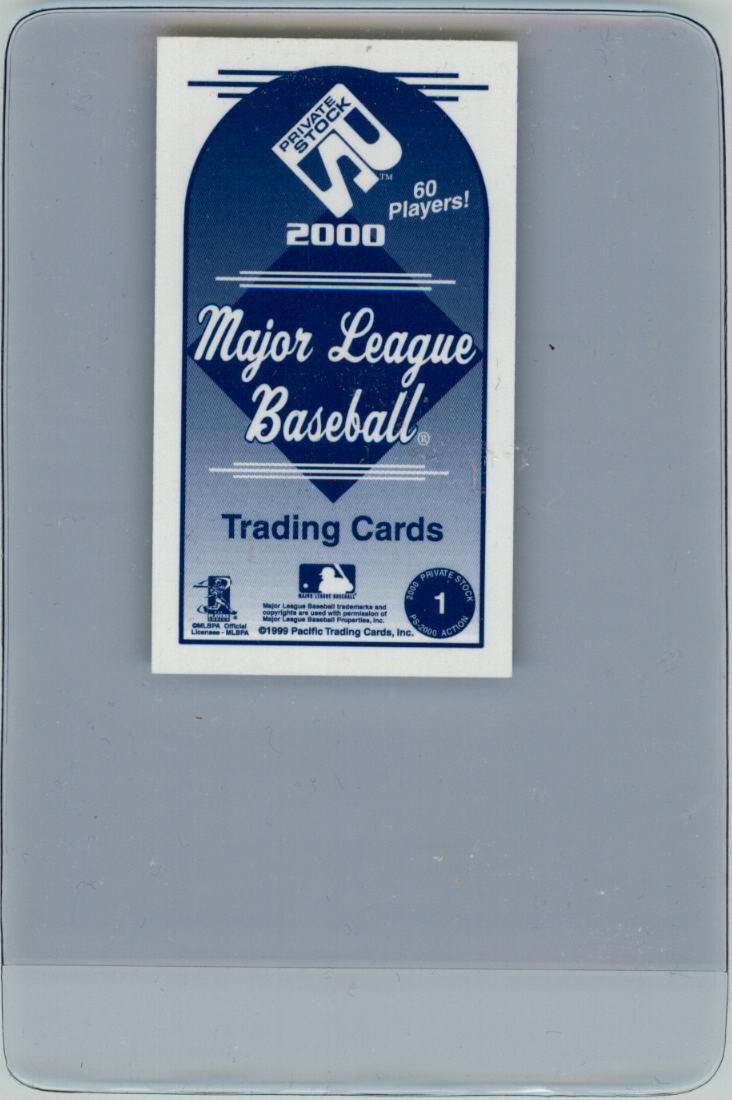 PRIVATE
STOCK
TM
60
Players!
2000
Major League
Baseball®
Trading Cards
PLAYERS
CHOICE
®
©MLBPA Official
Licensee - MLBPA
MAJOR LEAGUE BASEBALL
Major League Baseball trademarks and
copyrights are used with permission of
Major League Baseball Properties, Inc.
©1999 Pacific Trading Cards, Inc.
2000 PRIVATE STOCK
1
PS-2000 ACTION